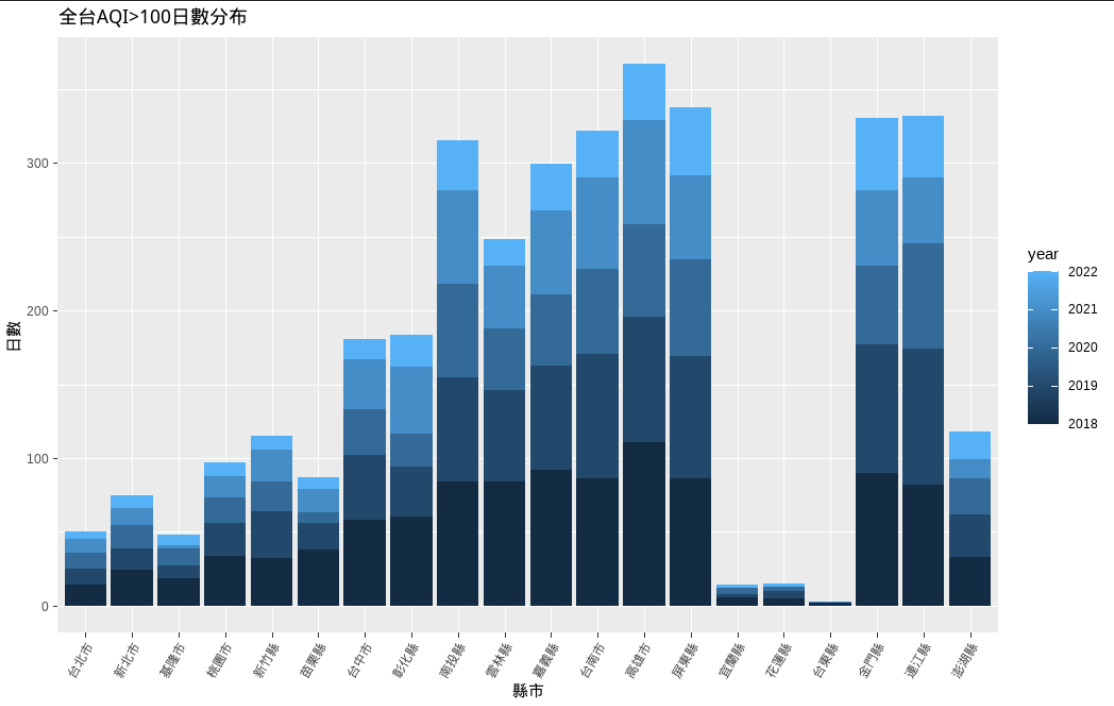 全台AQI>100日數分布
日數
300
200
100
0
台北市
新北市
基隆市
桃園市
新竹縣
苗栗縣
台中市
彰化縣
南投縣
雲林縣
嘉義縣
台南市
高雄市
屏東縣
宜蘭縣
花蓮縣
台東縣
金門縣
連江縣
澎湖縣
縣市
year
2022
2021
2020
2019
2018